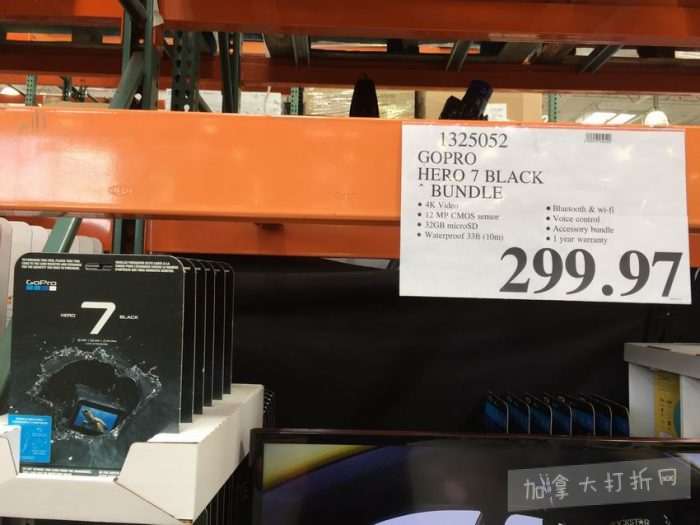 1325052
GOPRO
HERO 7 BLACK
BUNDLE
• 4K Video
• 12 MP CMOS sensor
• 32GB microSD
• Waterproof 33ft (10m)
• Bluetooth & wi-fi
• Voice control
• Accessory bundle
• 1 year warranty
299.97
GoPro
HERO 7 BLACK
加拿大打折网